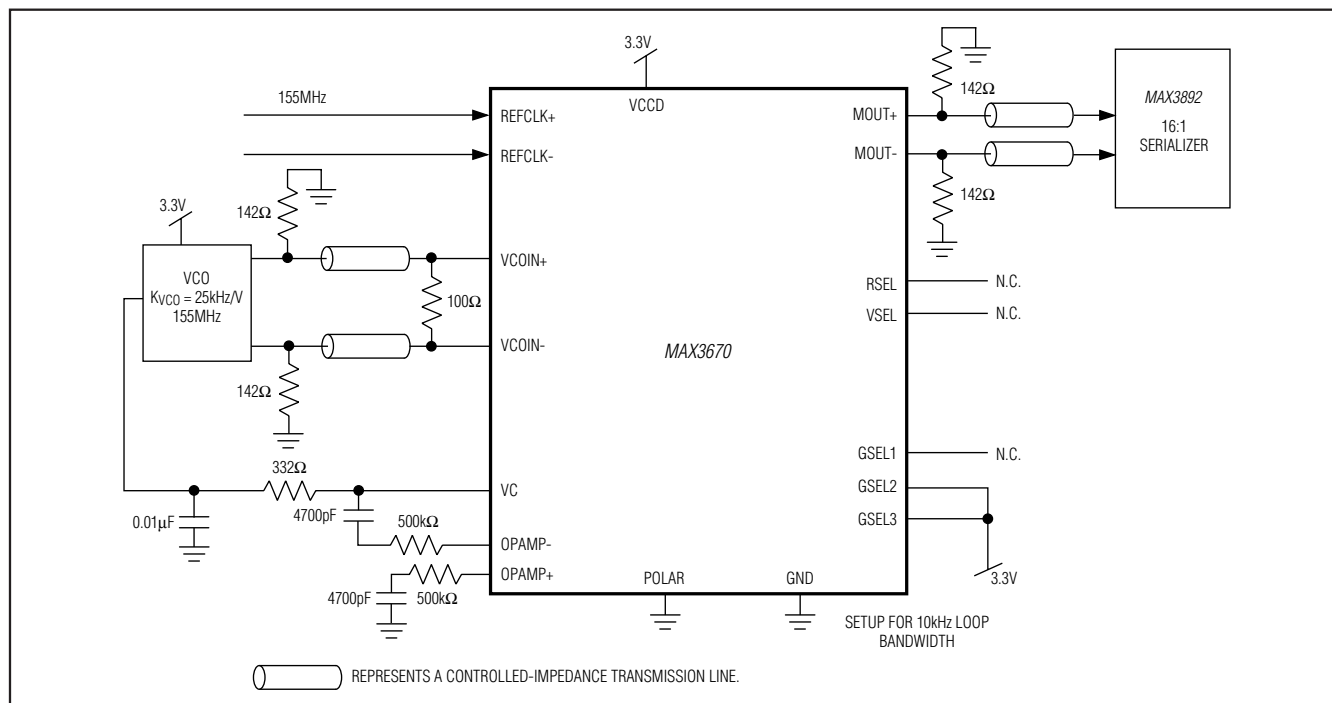 3.3V
155MHz
REFCLK+
REFCLK-
VCCD
MOUT+
MOUT-
142Ω
142Ω
MAX3892
16:1
SERIALIZER
3.3V
142Ω
VCO
KVCO = 25kHz/V
155MHz
142Ω
VCOIN+
100Ω
VCOIN-
MAX3670
RSEL
N.C.
VSEL
N.C.
332Ω
VC
0.01μF
4700pF
500kΩ
OPAMP-
OPAMP+
4700pF
500kΩ
GSEL1
N.C.
GSEL2
GSEL3
3.3V
POLAR
GND
SETUP FOR 10kHz LOOP
BANDWIDTH
REPRESENTS A CONTROLLED-IMPEDANCE TRANSMISSION LINE.